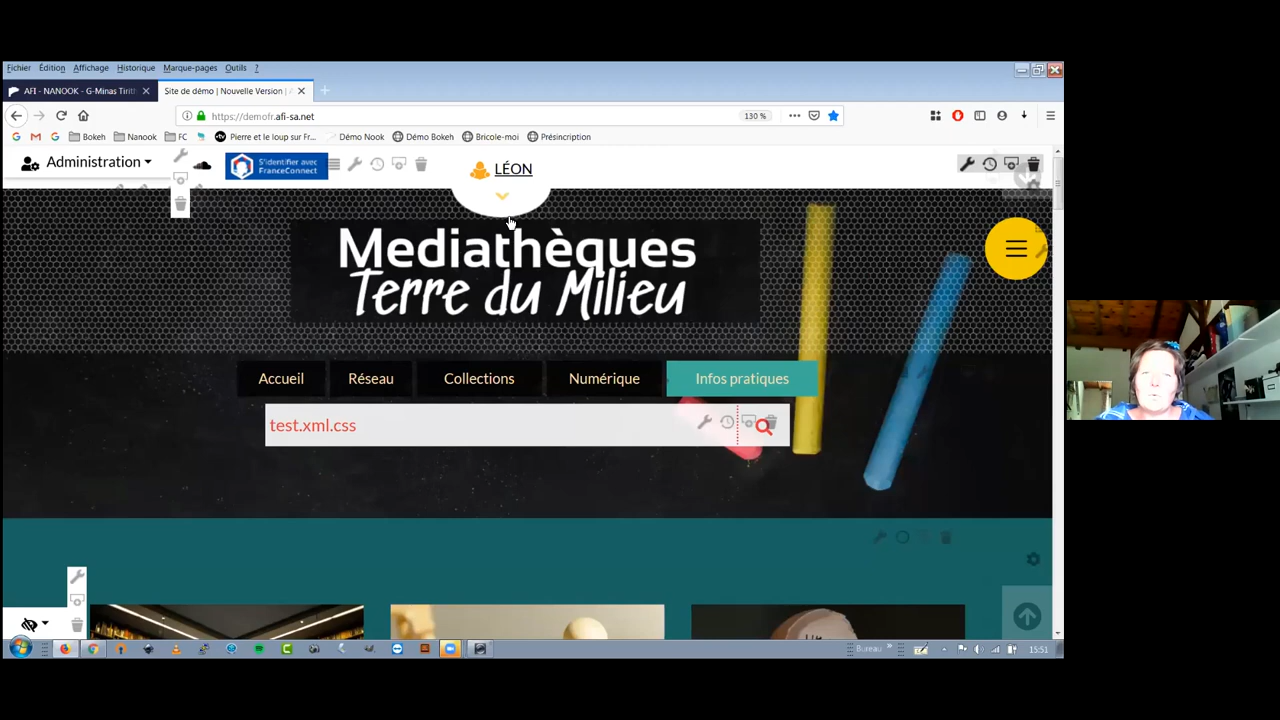 Fichier Édition Affichage Historique Marque-pages Outils ?
AFI - NANOOK - G-Minas Tirith
Site de démo | Nouvelle Version |
https://demofr.afi-sa.net
130 %
Bokeh Nanook FC Pierre et le loup sur Fr... Démo Nook Démo Bokeh Bricole-moi Préscription
Administration
S'identifier avec
FranceConnect
LÉON
Mediathèques
Terre du Milieu
Accueil Réseau Collections Numérique Infos pratiques
test.xml.css
Bureau »
15:51